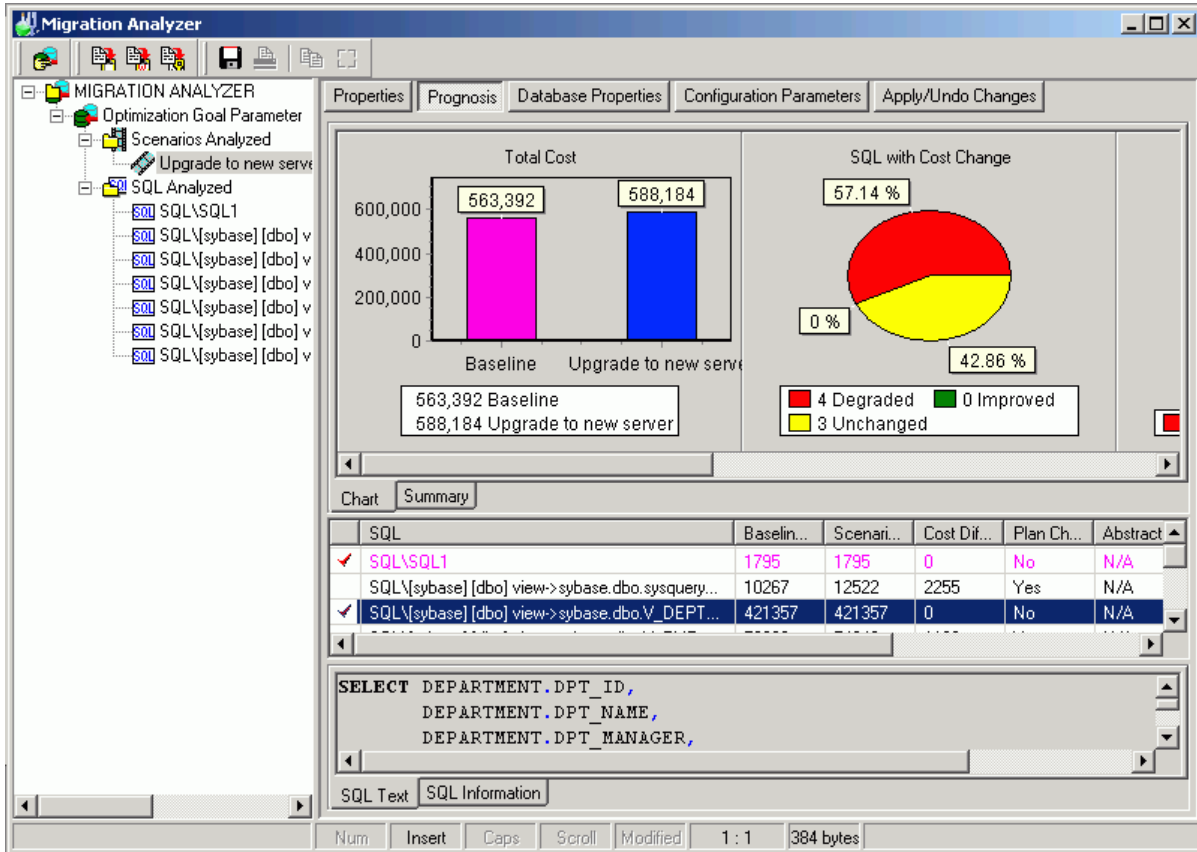 Migration Analyzer
MIGRATION ANALYZER
Optimization Goal Parameter
Scenarios Analyzed
Upgrade to new serve
SQL Analyzed
SQL SQL\SQL1
SQL SQL\[sybase] [dbo] v
SQL SQL\[sybase] [dbo] v
SQL SQL\[sybase] [dbo] v
SQL SQL\[sybase] [dbo] v
SQL SQL\[sybase] [dbo] v
SQL SQL\[sybase] [dbo] v
Properties Prognosis Database Properties Configuration Parameters Apply/Undo Changes
Total Cost
563,392 588,184
600,000
400,000
200,000
0
Baseline Upgrade to new serve
563,392 Baseline
588,184 Upgrade to new server
SQL with Cost Change
57.14 %
0 %
42.86 %
4 Degraded 0 Improved
3 Unchanged
Chart Summary
SQL Baselin... Scenari... Cost Dif... Plan Ch... Abstract
SQL\SQL1 1795 1795 0 No N/A
SQL\[sybase] [dbo] view->sybase.dbo.sysquery... 10267 12522 2255 Yes N/A
SQL\[sybase] [dbo] view->sybase.dbo.V_DEPT... 421357 421357 0 No N/A
SELECT DEPARTMENT.DPT_ID,
DEPARTMENT.DPT_NAME,
DEPARTMENT.DPT_MANAGER,
SQL Text SQL Information
Num Insert Caps Scroll Modified 1 : 1 384 bytes